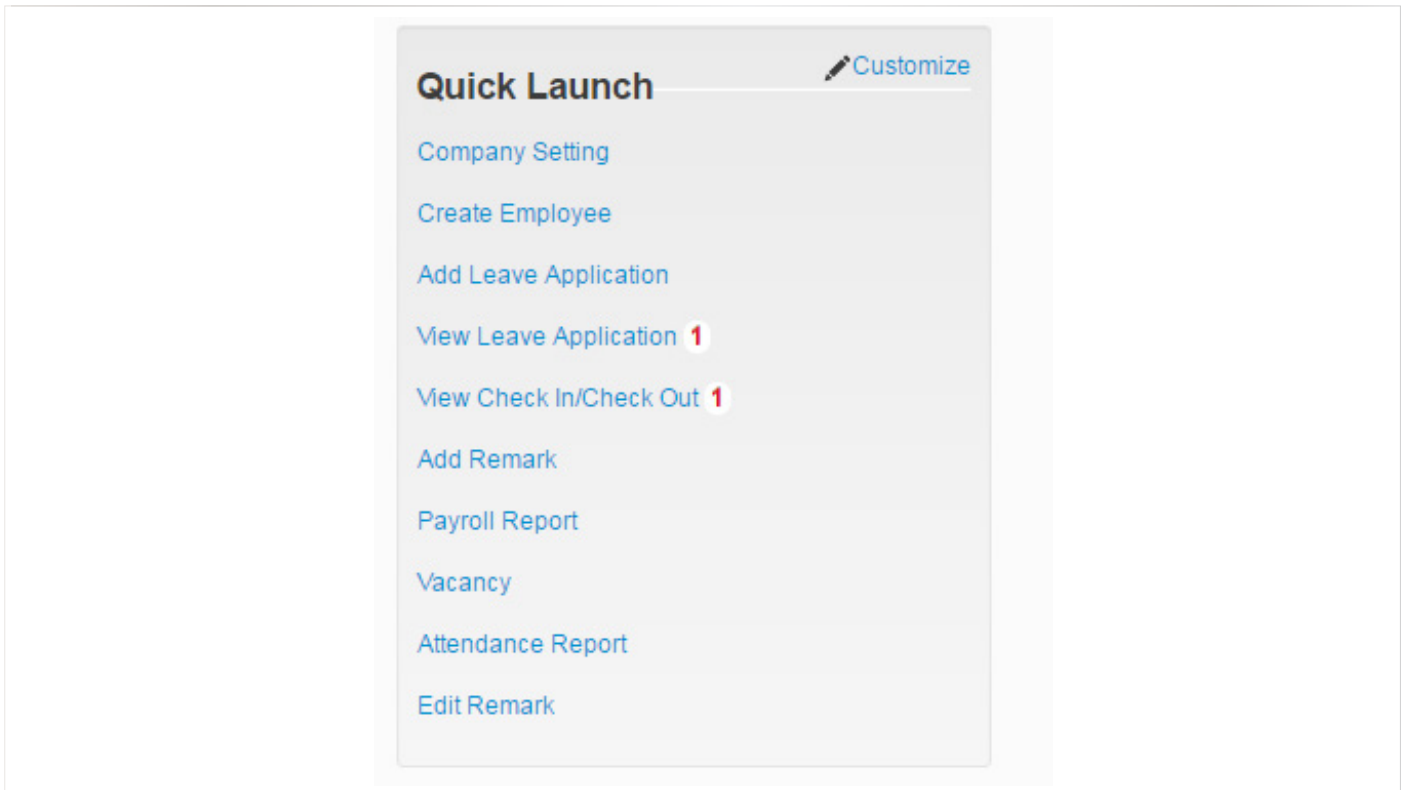 Customize
Quick Launch
Company Setting
Create Employee
Add Leave Application
View Leave Application 1
View Check In/Check Out 1
Add Remark
Payroll Report
Vacancy
Attendance Report
Edit Remark